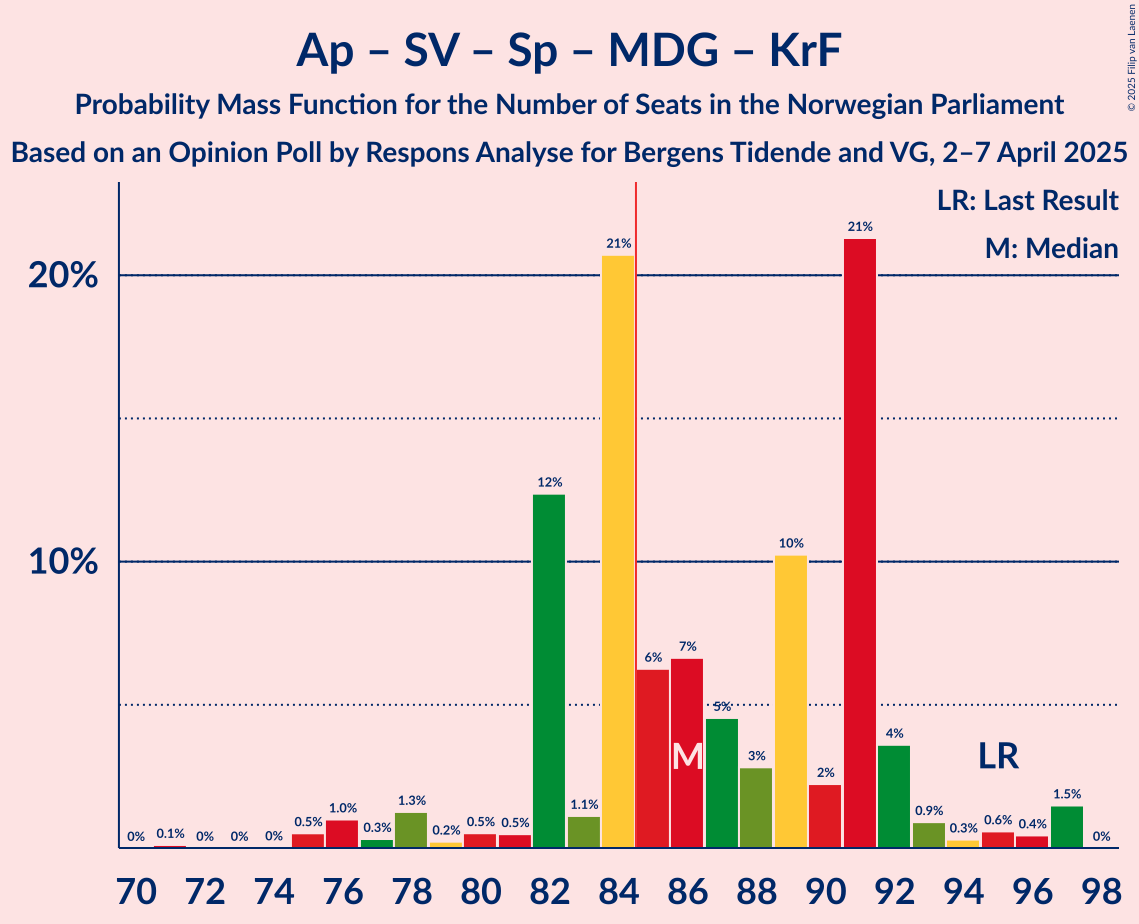 Ap – SV – Sp – MDG – KrF
Probability Mass Function for the Number of Seats in the Norwegian Parliament
Based on an Opinion Poll by Respons Analyse for Bergens Tidende and VG, 2–7 April 2025
© 2025 Filip van Laenen
LR: Last Result
M: Median
20%
10%
0% 0.1% 0% 0% 0% 0.5% 1.0% 0.3% 1.3% 0.2% 0.5% 0.5% 12% 1.1% 21% 6% 7% 5% 3% 10% 2% 21% 4% 0.9% 0.3% 0.6% 0.4% 1.5% 0%
M
LR
70 72 74 76 78 80 82 84 86 88 90 92 94 96 98